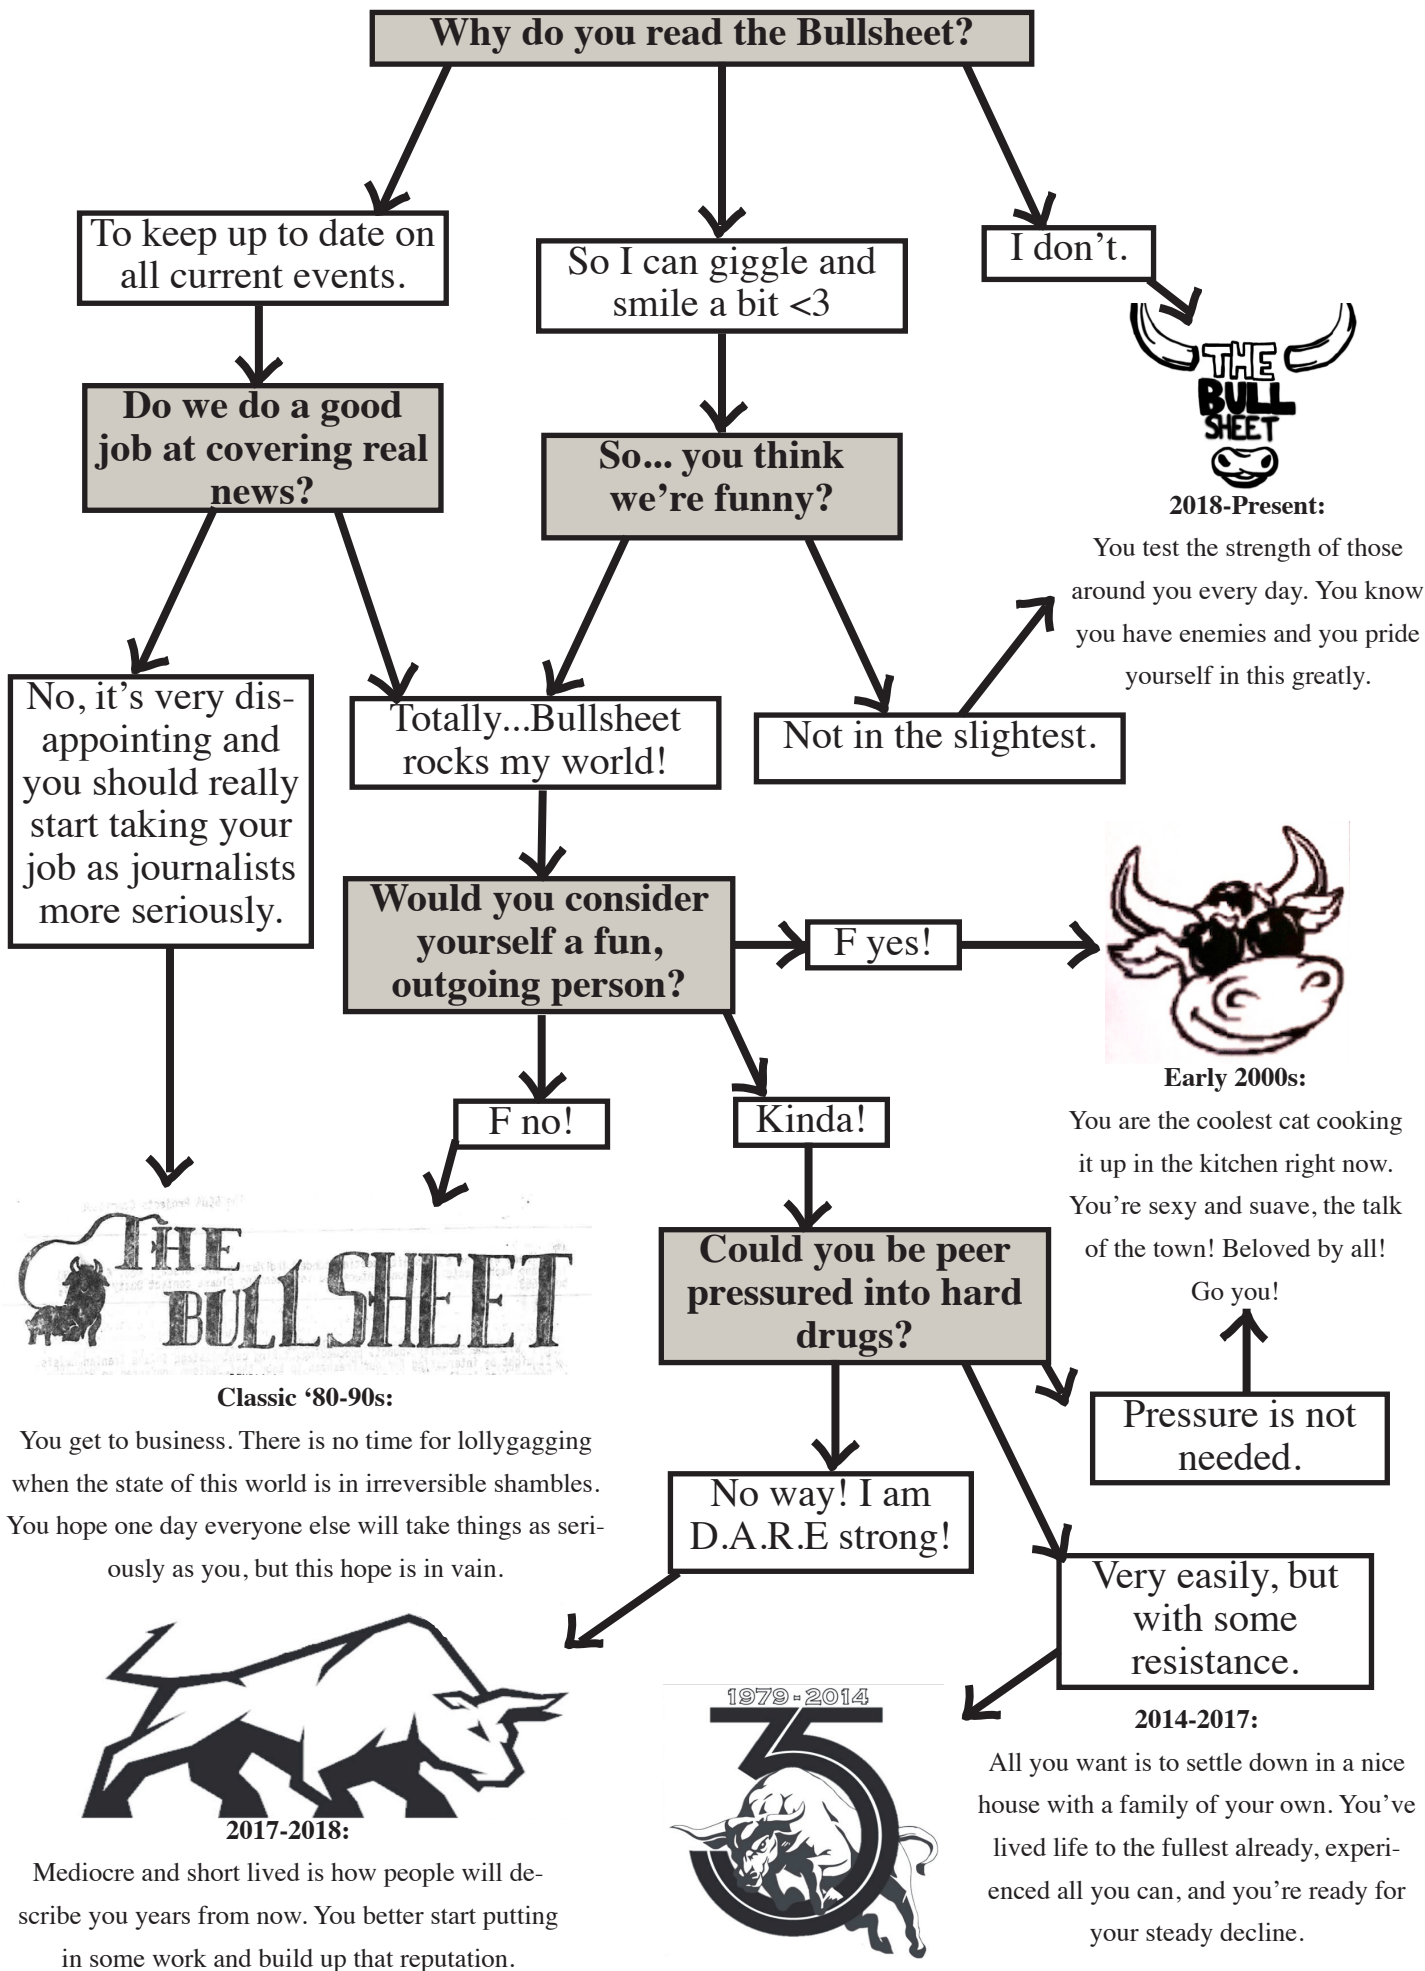 Why do you read the Bullsheet?
To keep up to date on
all current events.
So I can giggle and
smile a bit <3
I don’t.
THE
BULL
SHEET
2018-Present:
You test the strength of those
around you every day. You know
you have enemies and you pride
yourself in this greatly.
Do we do a good
job at covering real
news?
So... you think
we’re funny?
No, it’s very dis-
appointing and
you should really
start taking your
job as journalists
more seriously.
Totally...Bullsheet
rocks my world!
Not in the slightest.
Would you consider
yourself a fun,
outgoing person?
F yes!
Early 2000s:
You are the coolest cat cooking
it up in the kitchen right now.
You’re sexy and suave, the talk
of the town! Beloved by all!
Go you!
F no!
Kinda!
THE
BULLSHEET
Classic ‘80-90s:
You get to business. There is no time for lollygagging
when the state of this world is in irreversible shambles.
You hope one day everyone else will take things as seri-
ously as you, but this hope is in vain.
Could you be peer
pressured into hard
drugs?
Pressure is not
needed.
No way! I am
D.A.R.E strong!
Very easily, but
with some
resistance.
2017-2018:
Mediocre and short lived is how people will de-
scribe you years from now. You better start putting
in some work and build up that reputation.
1979-2014
35
2014-2017:
All you want is to settle down in a nice
house with a family of your own. You’ve
lived life to the fullest already, experi-
enced all you can, and you’re ready for
your steady decline.